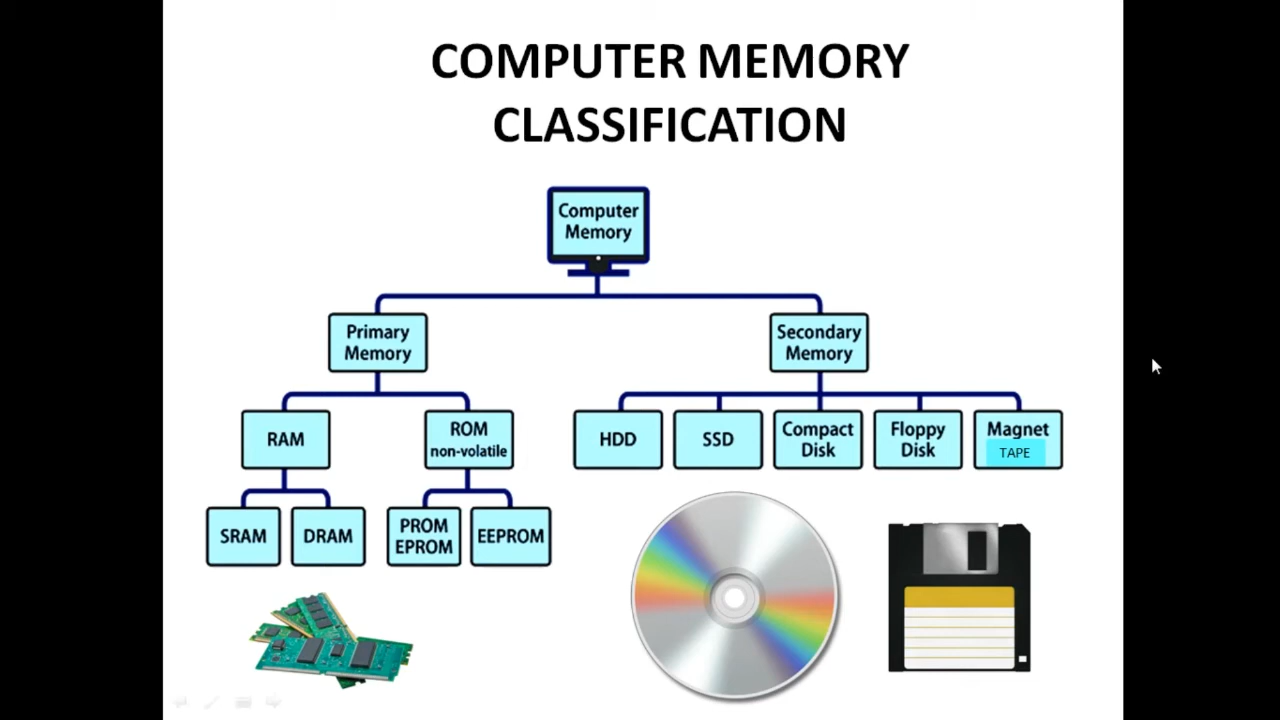 COMPUTER MEMORY
CLASSIFICATION
Computer
Memory
Primary
Memory
Secondary
Memory
RAM
ROM
non-volatile
HDD
SSD
Compact
Disk
Floppy
Disk
Magnet
TAPE
SRAM
DRAM
PROM
EPROM
EEPROM